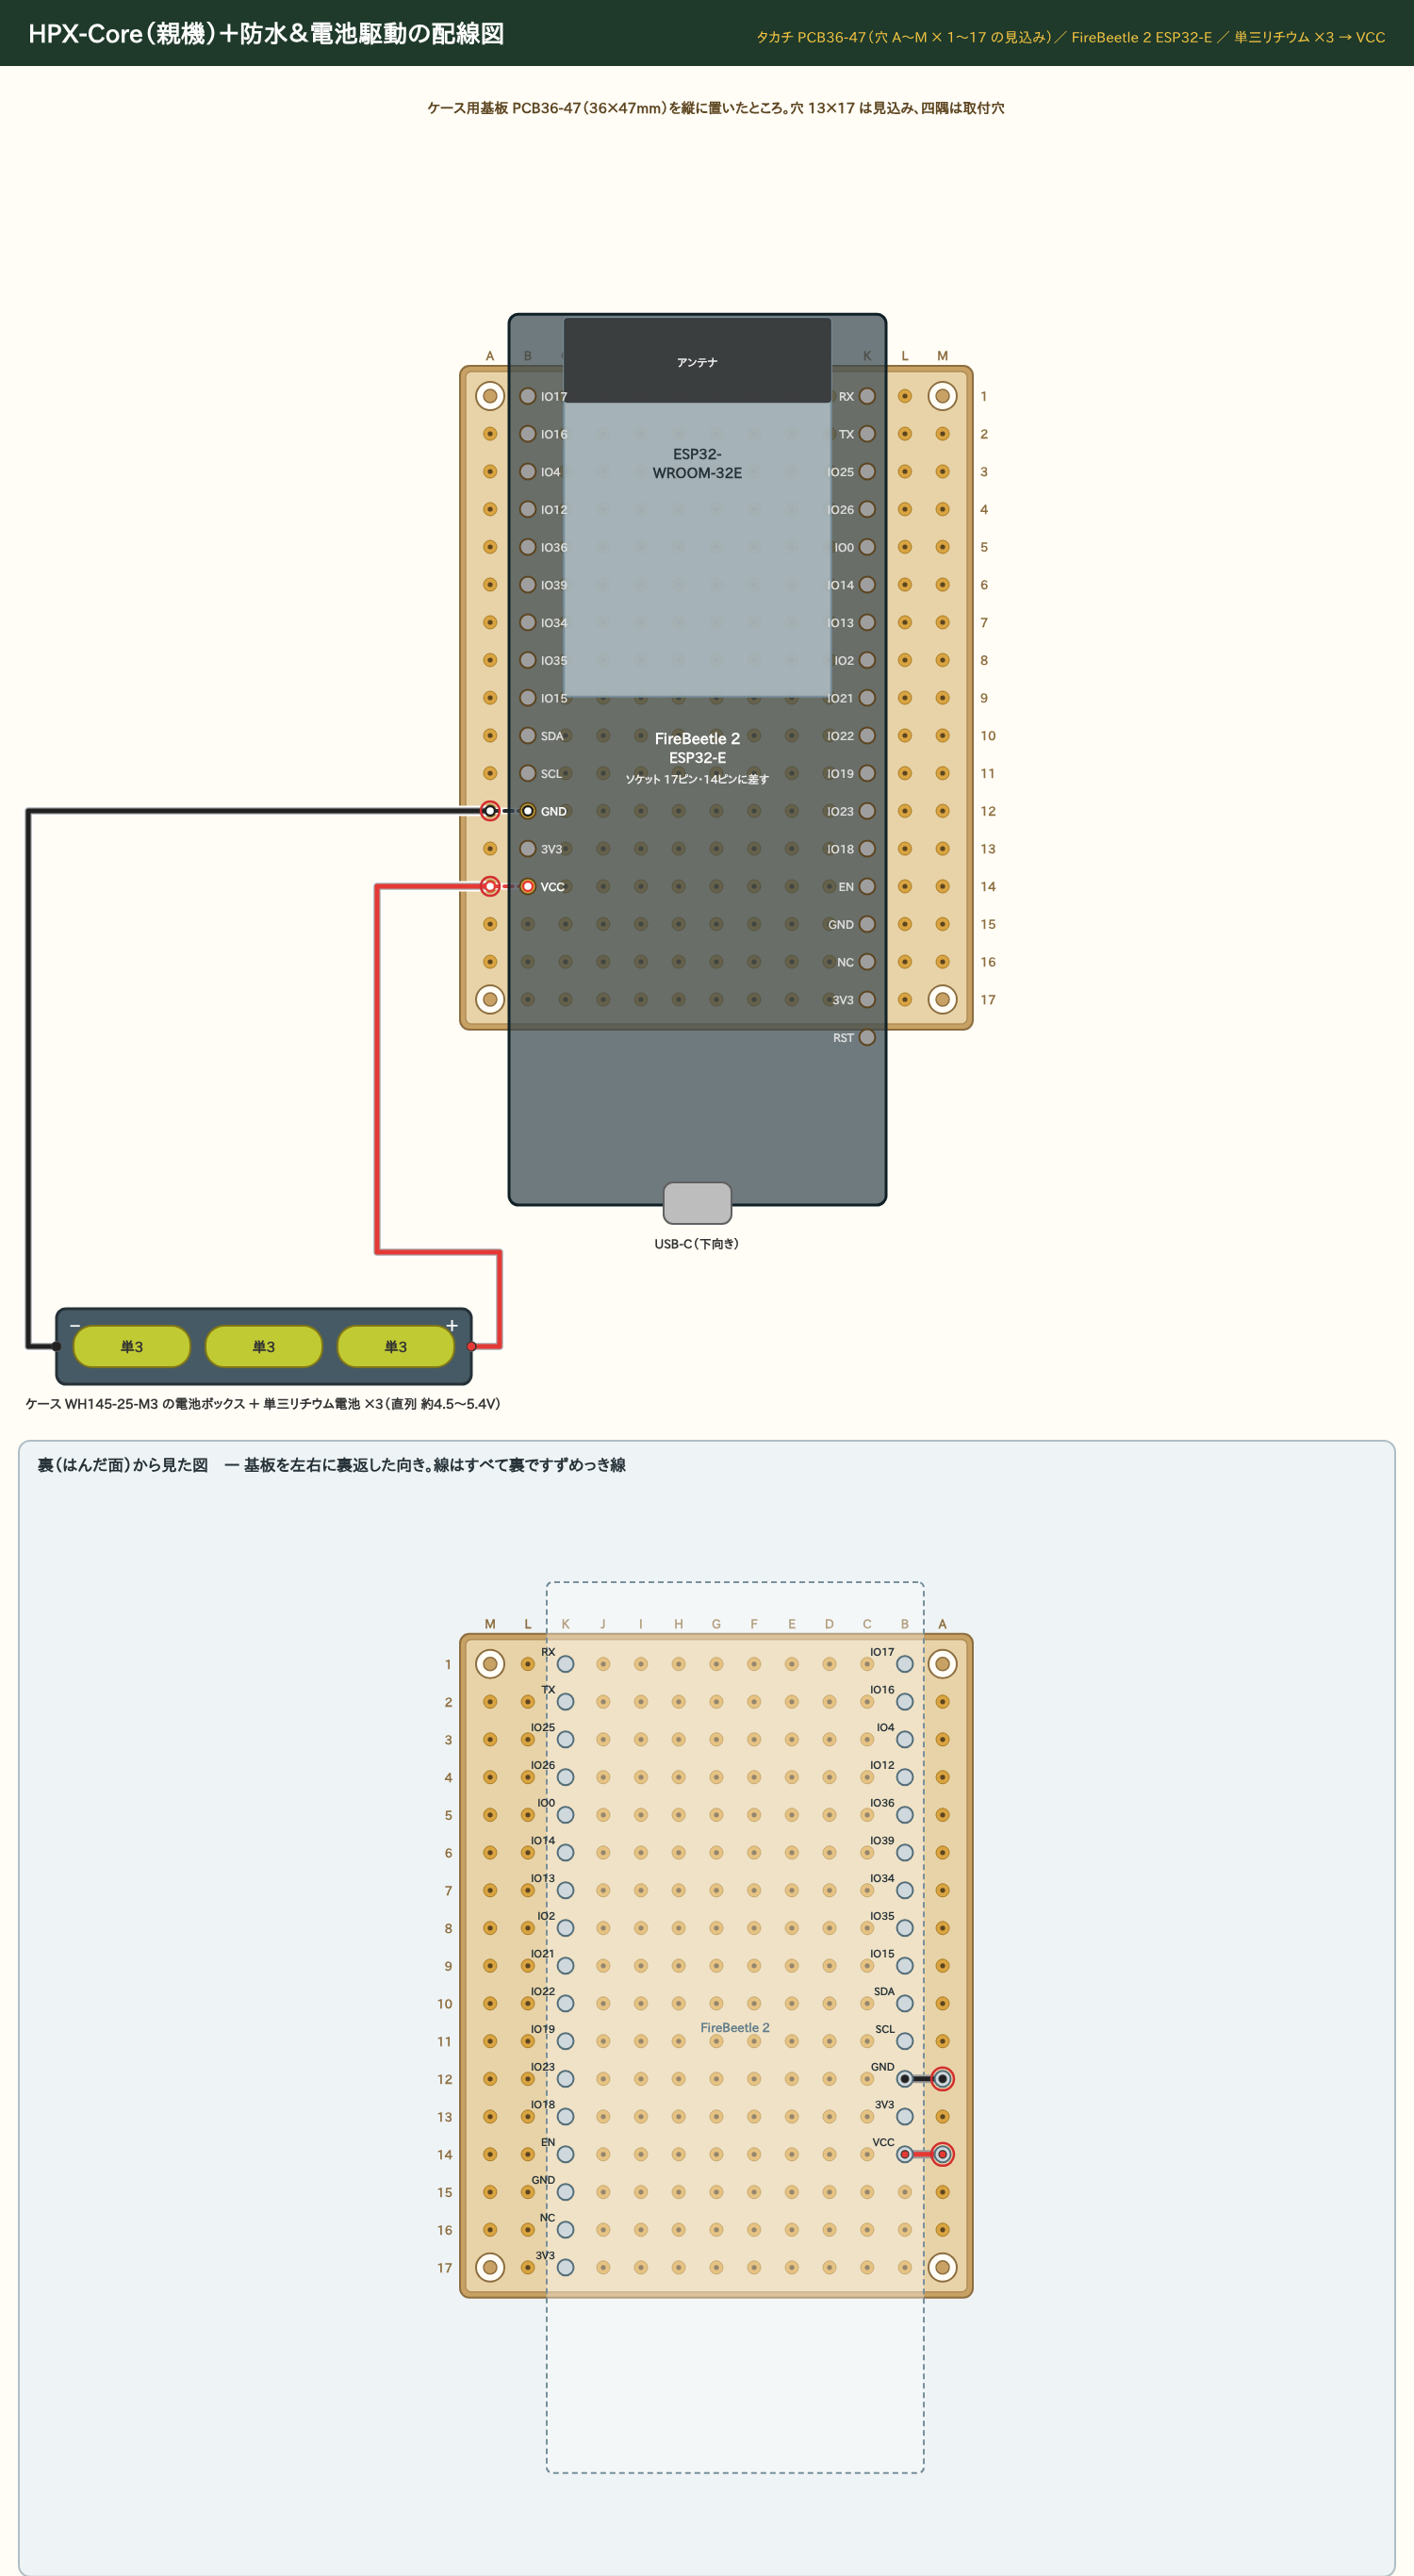 HPX-Core（親機）＋防水＆電池駆動の配線図
タカチ PCB36-47（穴 A〜M × 1〜17 の見込み）／ FireBeetle 2 ESP32-E ／ 単三リチウム ×3 → VCC
ケース用基板 PCB36-47（36×47mm）を縦に置いたところ。穴 13×17 は見込み、四隅は取付穴
アンテナ
A B K L M
IO17 RX 1
IO16 TX 2
ESP32-
WROOM-32E
IO4 IO25 3
IO12 IO26 4
IO36 IO0 5
IO39 IO14 6
IO34 IO13 7
IO35 IO2 8
IO15 IO21 9
SDA IO22 10
FireBeetle 2
ESP32-E
ソケット 17ピン・14ピンに差す
SCL IO19 11
GND IO23 12
3V3 IO18 13
VCC EN 14
GND 15
NC 16
3V3 17
RST
USB-C（下向き）
− +
単3 単3 単3
ケース WH145-25-M3 の電池ボックス ＋ 単三リチウム電池 ×3（直列 約4.5〜5.4V）
裏（はんだ面）から見た図　— 基板を左右に裏返した向き。線はすべて裏ですずめっき線
M L K J I H G F E D C B A
1 RX IO17
2 TX IO16
3 IO25 IO4
4 IO26 IO12
5 IO0 IO36
6 IO14 IO39
7 IO13 IO34
8 IO2 IO35
9 IO21 IO15
10 IO22 SDA
FireBeetle 2
11 IO19 SCL
12 IO23 GND
13 IO18 3V3
14 EN VCC
15 GND
16 NC
17 3V3